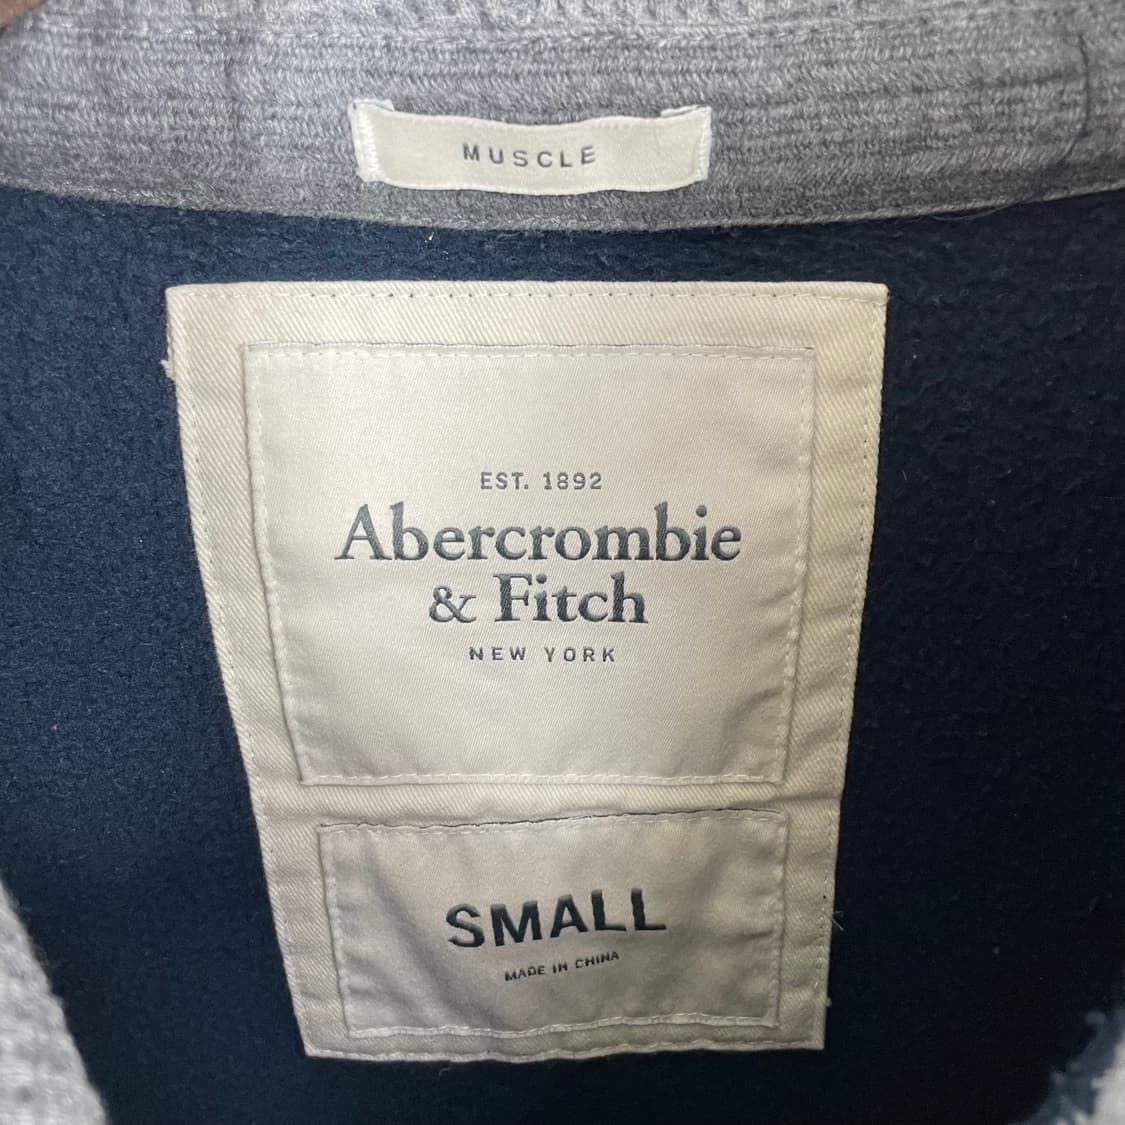 MUSCLE
EST. 1892
Abercrombie
& Fitch
NEW YORK
SMALL
MADE IN CHINA